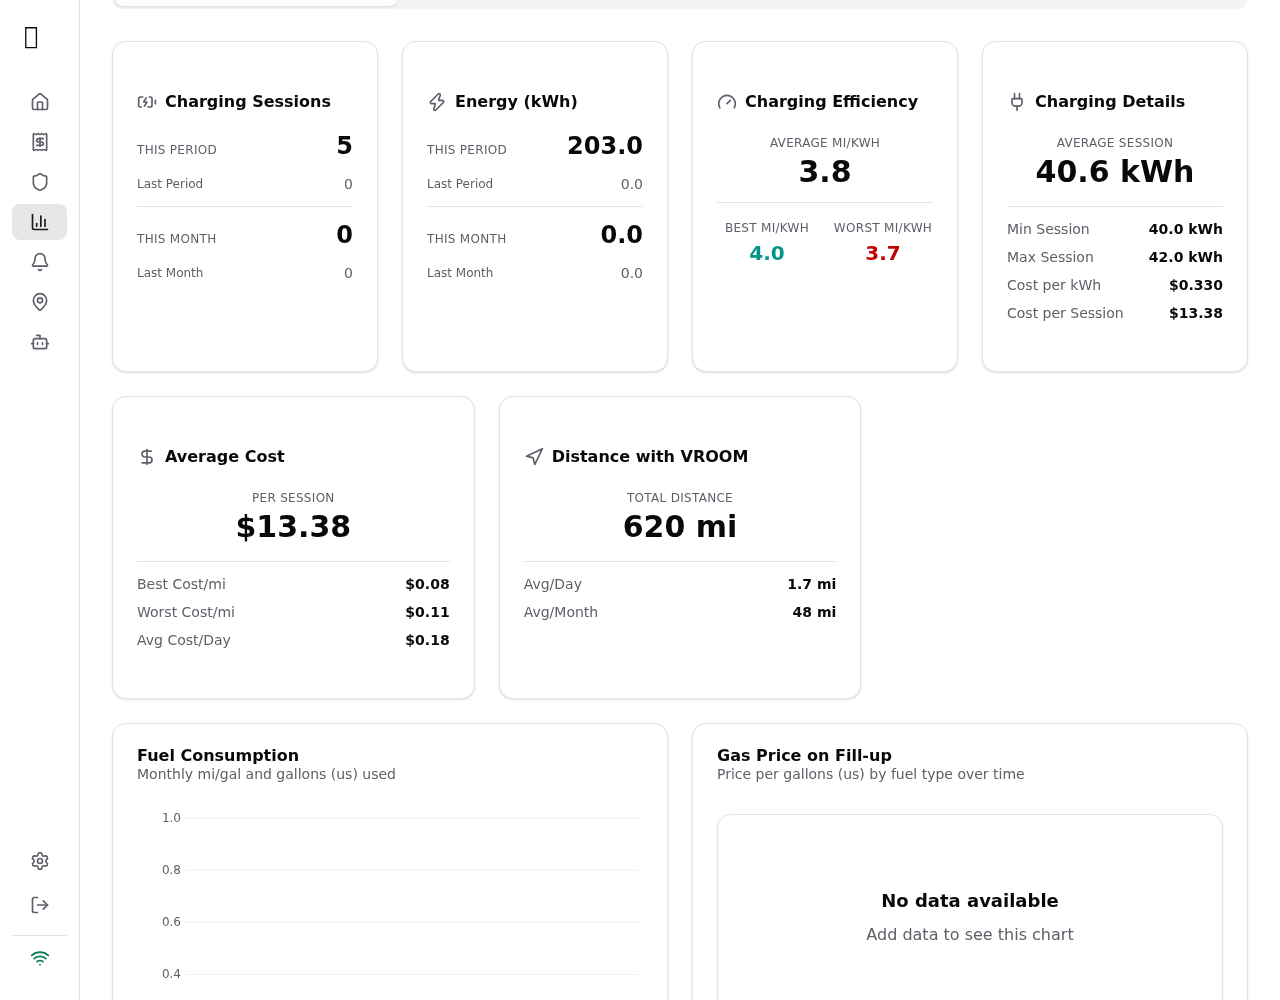 Charging Sessions
THIS PERIOD 5
Last Period 0
THIS MONTH 0
Last Month 0
Energy (kWh)
THIS PERIOD 203.0
Last Period 0.0
THIS MONTH 0.0
Last Month 0.0
Charging Efficiency
AVERAGE MI/KWH
3.8
BEST MI/KWH WORST MI/KWH
4.0 3.7
Charging Details
AVERAGE SESSION
40.6 kWh
Min Session 40.0 kWh
Max Session 42.0 kWh
Cost per kWh $0.330
Cost per Session $13.38
Average Cost
PER SESSION
$13.38
Best Cost/mi $0.08
Worst Cost/mi $0.11
Avg Cost/Day $0.18
Distance with VROOM
TOTAL DISTANCE
620 mi
Avg/Day 1.7 mi
Avg/Month 48 mi
Fuel Consumption
Monthly mi/gal and gallons (us) used
1.0
0.8
0.6
0.4
Gas Price on Fill-up
Price per gallons (us) by fuel type over time
No data available
Add data to see this chart